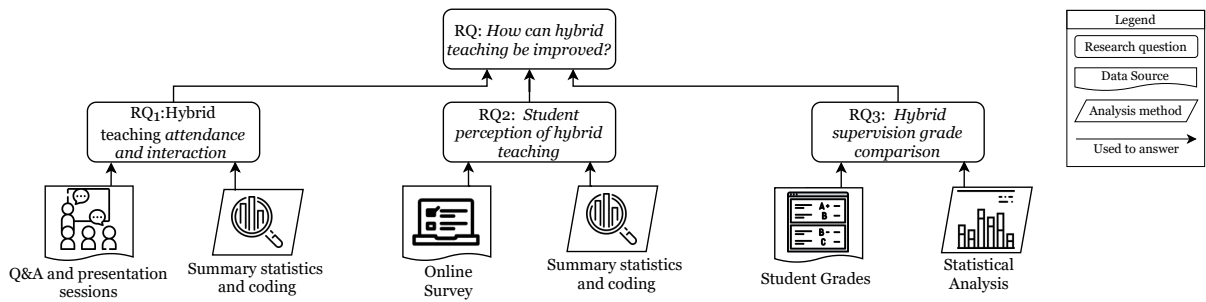 RQ: How can hybrid
teaching be improved?
Legend
Research question
Data Source
Analysis method
Used to answer
RQ1:Hybrid
teaching attendance
and interaction
RQ2: Student
perception of hybrid
teaching
RQ3: Hybrid
supervision grade
comparison
A+
B
B-
C
Q&A and presentation
sessions
Summary statistics
and coding
Online
Survey
Summary statistics
and coding
Student Grades
Statistical
Analysis